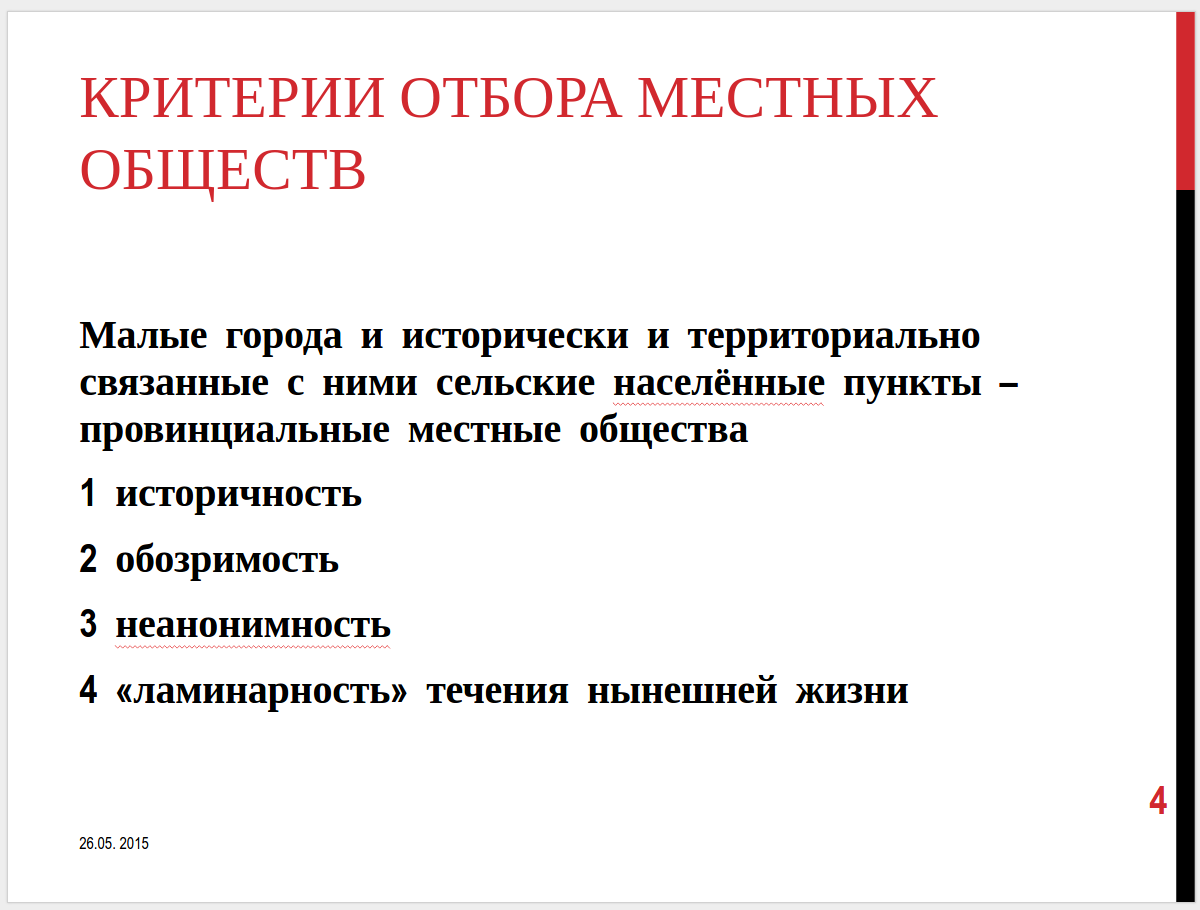 КРИТЕРИИ ОТБОРА МЕСТНЫХ
ОБЩЕСТВ
Малые города и исторически и территориально
связанные с ними сельские населённые пункты –
провинциальные местные общества
1 историчность
2 обозримость
3 неанонимность
4 «ламинарность» течения нынешней жизни
4
26.05. 2015